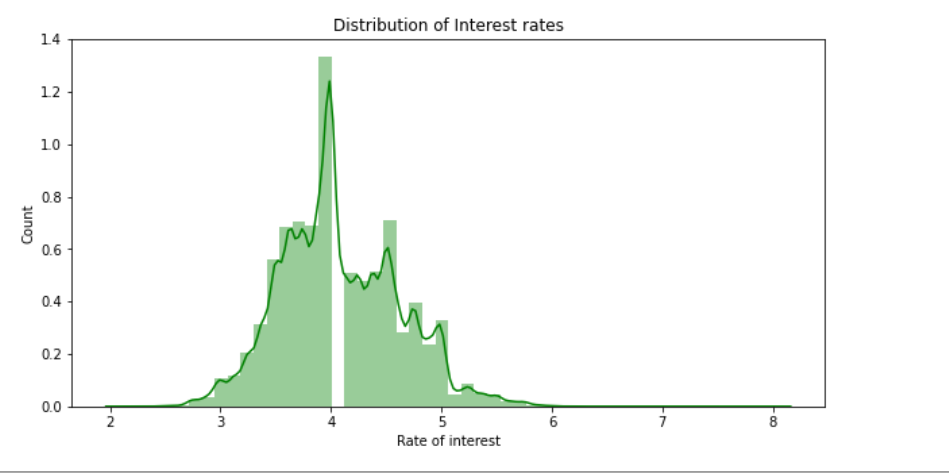 Distribution of Interest rates
1.4
1.2
1.0
0.8
0.6
0.4
0.2
0.0
Count
2 3 4 5 6 7 8
Rate of interest